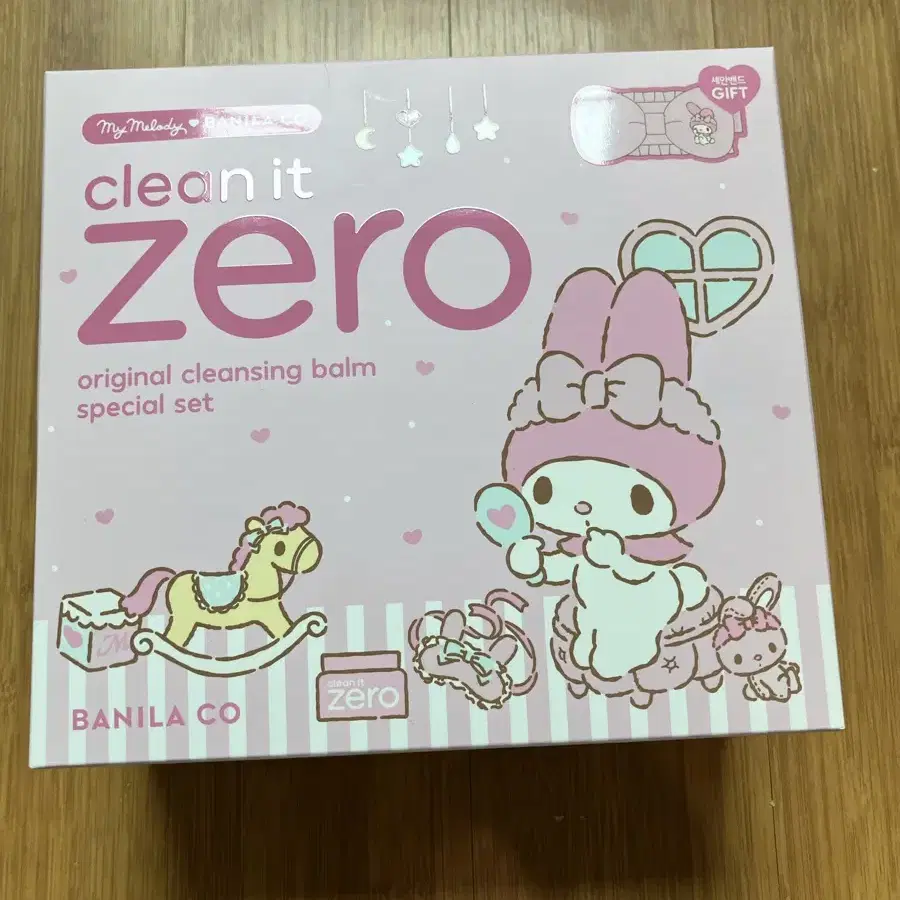 My Melody ♥ BANILA CO
세안밴드
GIFT
clean it
zero
original cleansing balm
special set
M
clean it
zero
BANILA CO